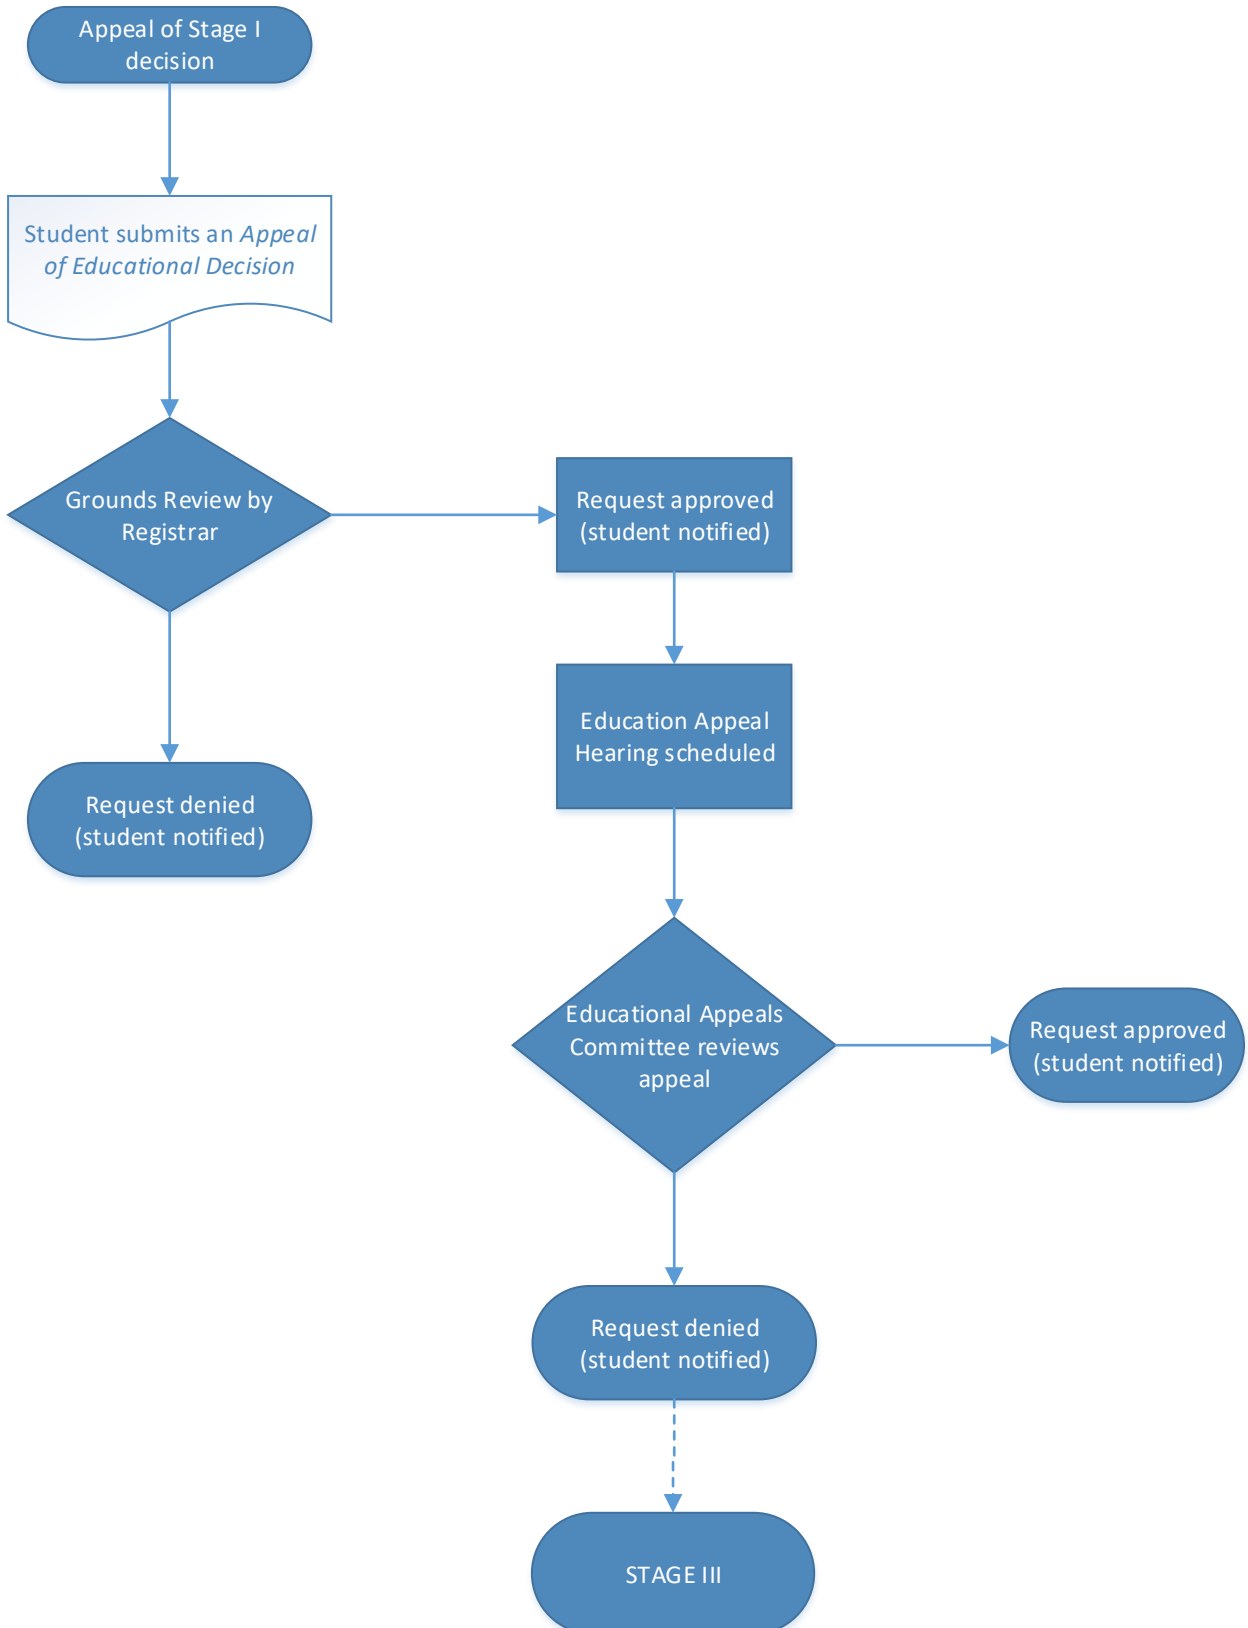 Appeal of Stage I
decision
Student submits an Appeal
of Educational Decision
Grounds Review by
Registrar
Request approved
(student notified)
Education Appeal
Hearing scheduled
Request denied
(student notified)
Educational Appeals
Committee reviews
appeal
Request approved
(student notified)
Request denied
(student notified)
STAGE III